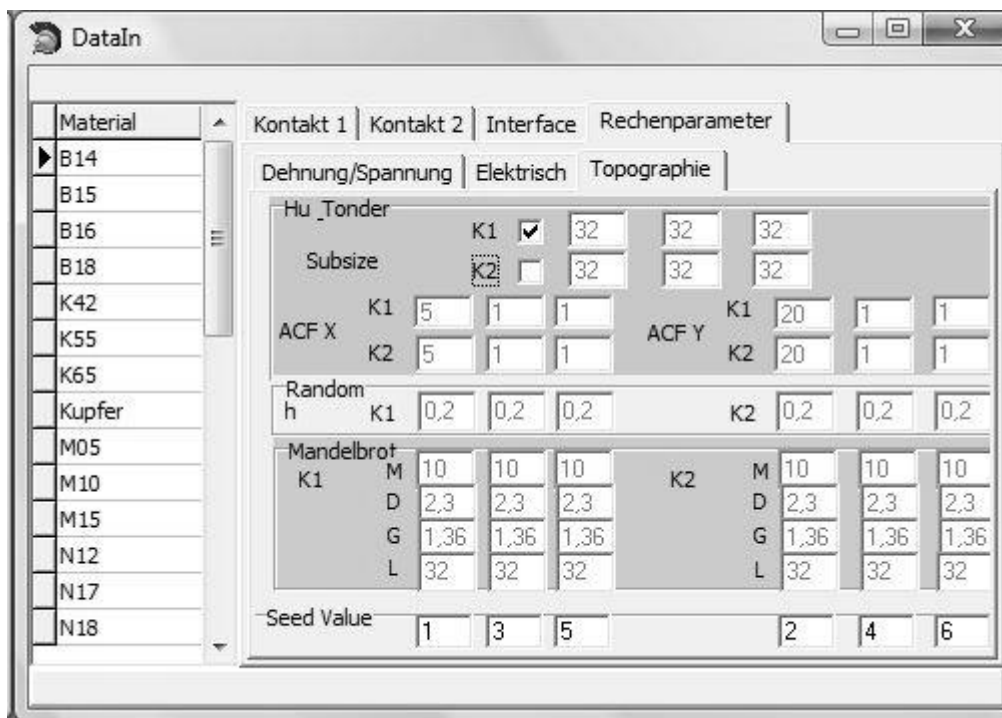 DataIn
Material
B14
B15
B16
B18
K42
K55
K65
Kupfer
M05
M10
M15
N12
N17
N18
Kontakt 1 Kontakt 2 Interface Rechenparameter
Dehnung/Spannung Elektrisch Topographie
Hu_Tonder
K1 32 32 32
Subsize
K2 32 32 32
ACF X
K1 5 1 1
K2 5 1 1
ACF Y
K1 20 1 1
K2 20 1 1
Random
h K1 0,2 0,2 0,2 K2 0,2 0,2 0,2
Mandelbrot
K1
M 10 10 10
D 2,3 2,3 2,3
G 1,36 1,36 1,36
L 32 32 32
K2
M 10 10 10
D 2,3 2,3 2,3
G 1,36 1,36 1,36
L 32 32 32
Seed Value 1 3 5 2 4 6